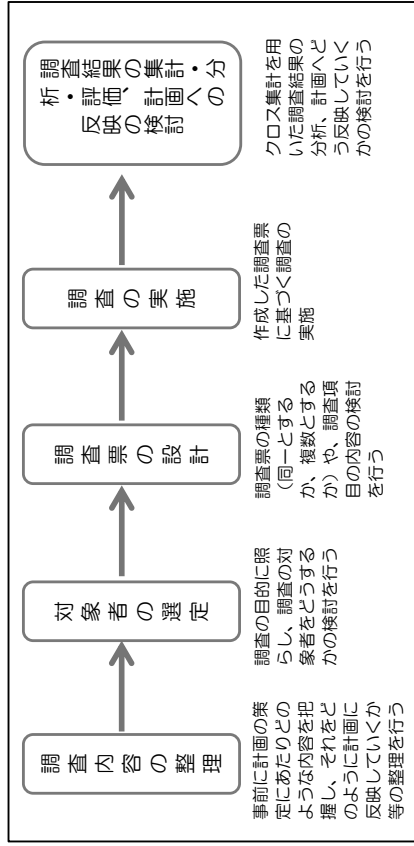 調査内容の整理
事前に計画の策
定にあたりどの
ような内容を把
握し、それをど
のように計画に
反映していくか
等の整理を行う
対象者の選定
調査の目的に照
らし、調査の対
象者をどうする
かの検討を行う
調査票の設計
調査票の種類
(同一とする
か、複数とする
か)や、調査項
目の内容の検討
を行う
調査の実施
作成した調査票
に基づく調査の
実施
調査結果の集計・分
析・評価、計画への
反映の検討
クロス集計を用
いた調査結果の
分析、計画へど
う反映していく
かの検討を行う